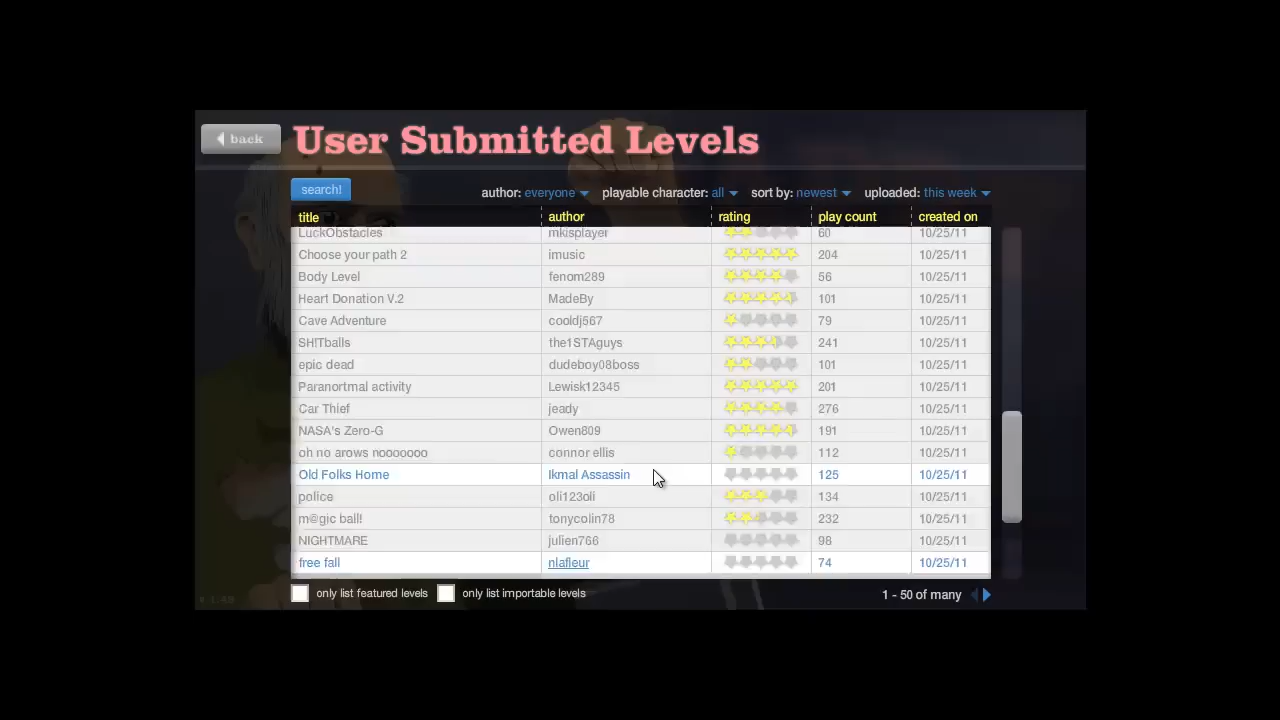 back
User Submitted Levels
search! author: everyone playable character: all sort by: newest uploaded: this week
title author rating play count created on
LuckObstacles mkisplayer 60 10/25/11
Choose your path 2 imusic 204 10/25/11
Body Level fenom289 56 10/25/11
Heart Donation V.2 MadeBy 101 10/25/11
Cave Adventure cooldj567 79 10/25/11
SH!Tballs the1STAguys 241 10/25/11
epic dead dudeboy08boss 101 10/25/11
Paranortmal activity Lewisk12345 201 10/25/11
Car Thief jeady 276 10/25/11
NASA's Zero-G Owen809 191 10/25/11
oh no arows nooooooo connor ellis 112 10/25/11
Old Folks Home Ikmal Assassin 125 10/25/11
police oli123oli 134 10/25/11
m@gic ball! tonycolin78 232 10/25/11
NIGHTMARE julien766 98 10/25/11
free fall nlafleur 74 10/25/11
only list featured levels only list importable levels 1 - 50 of many